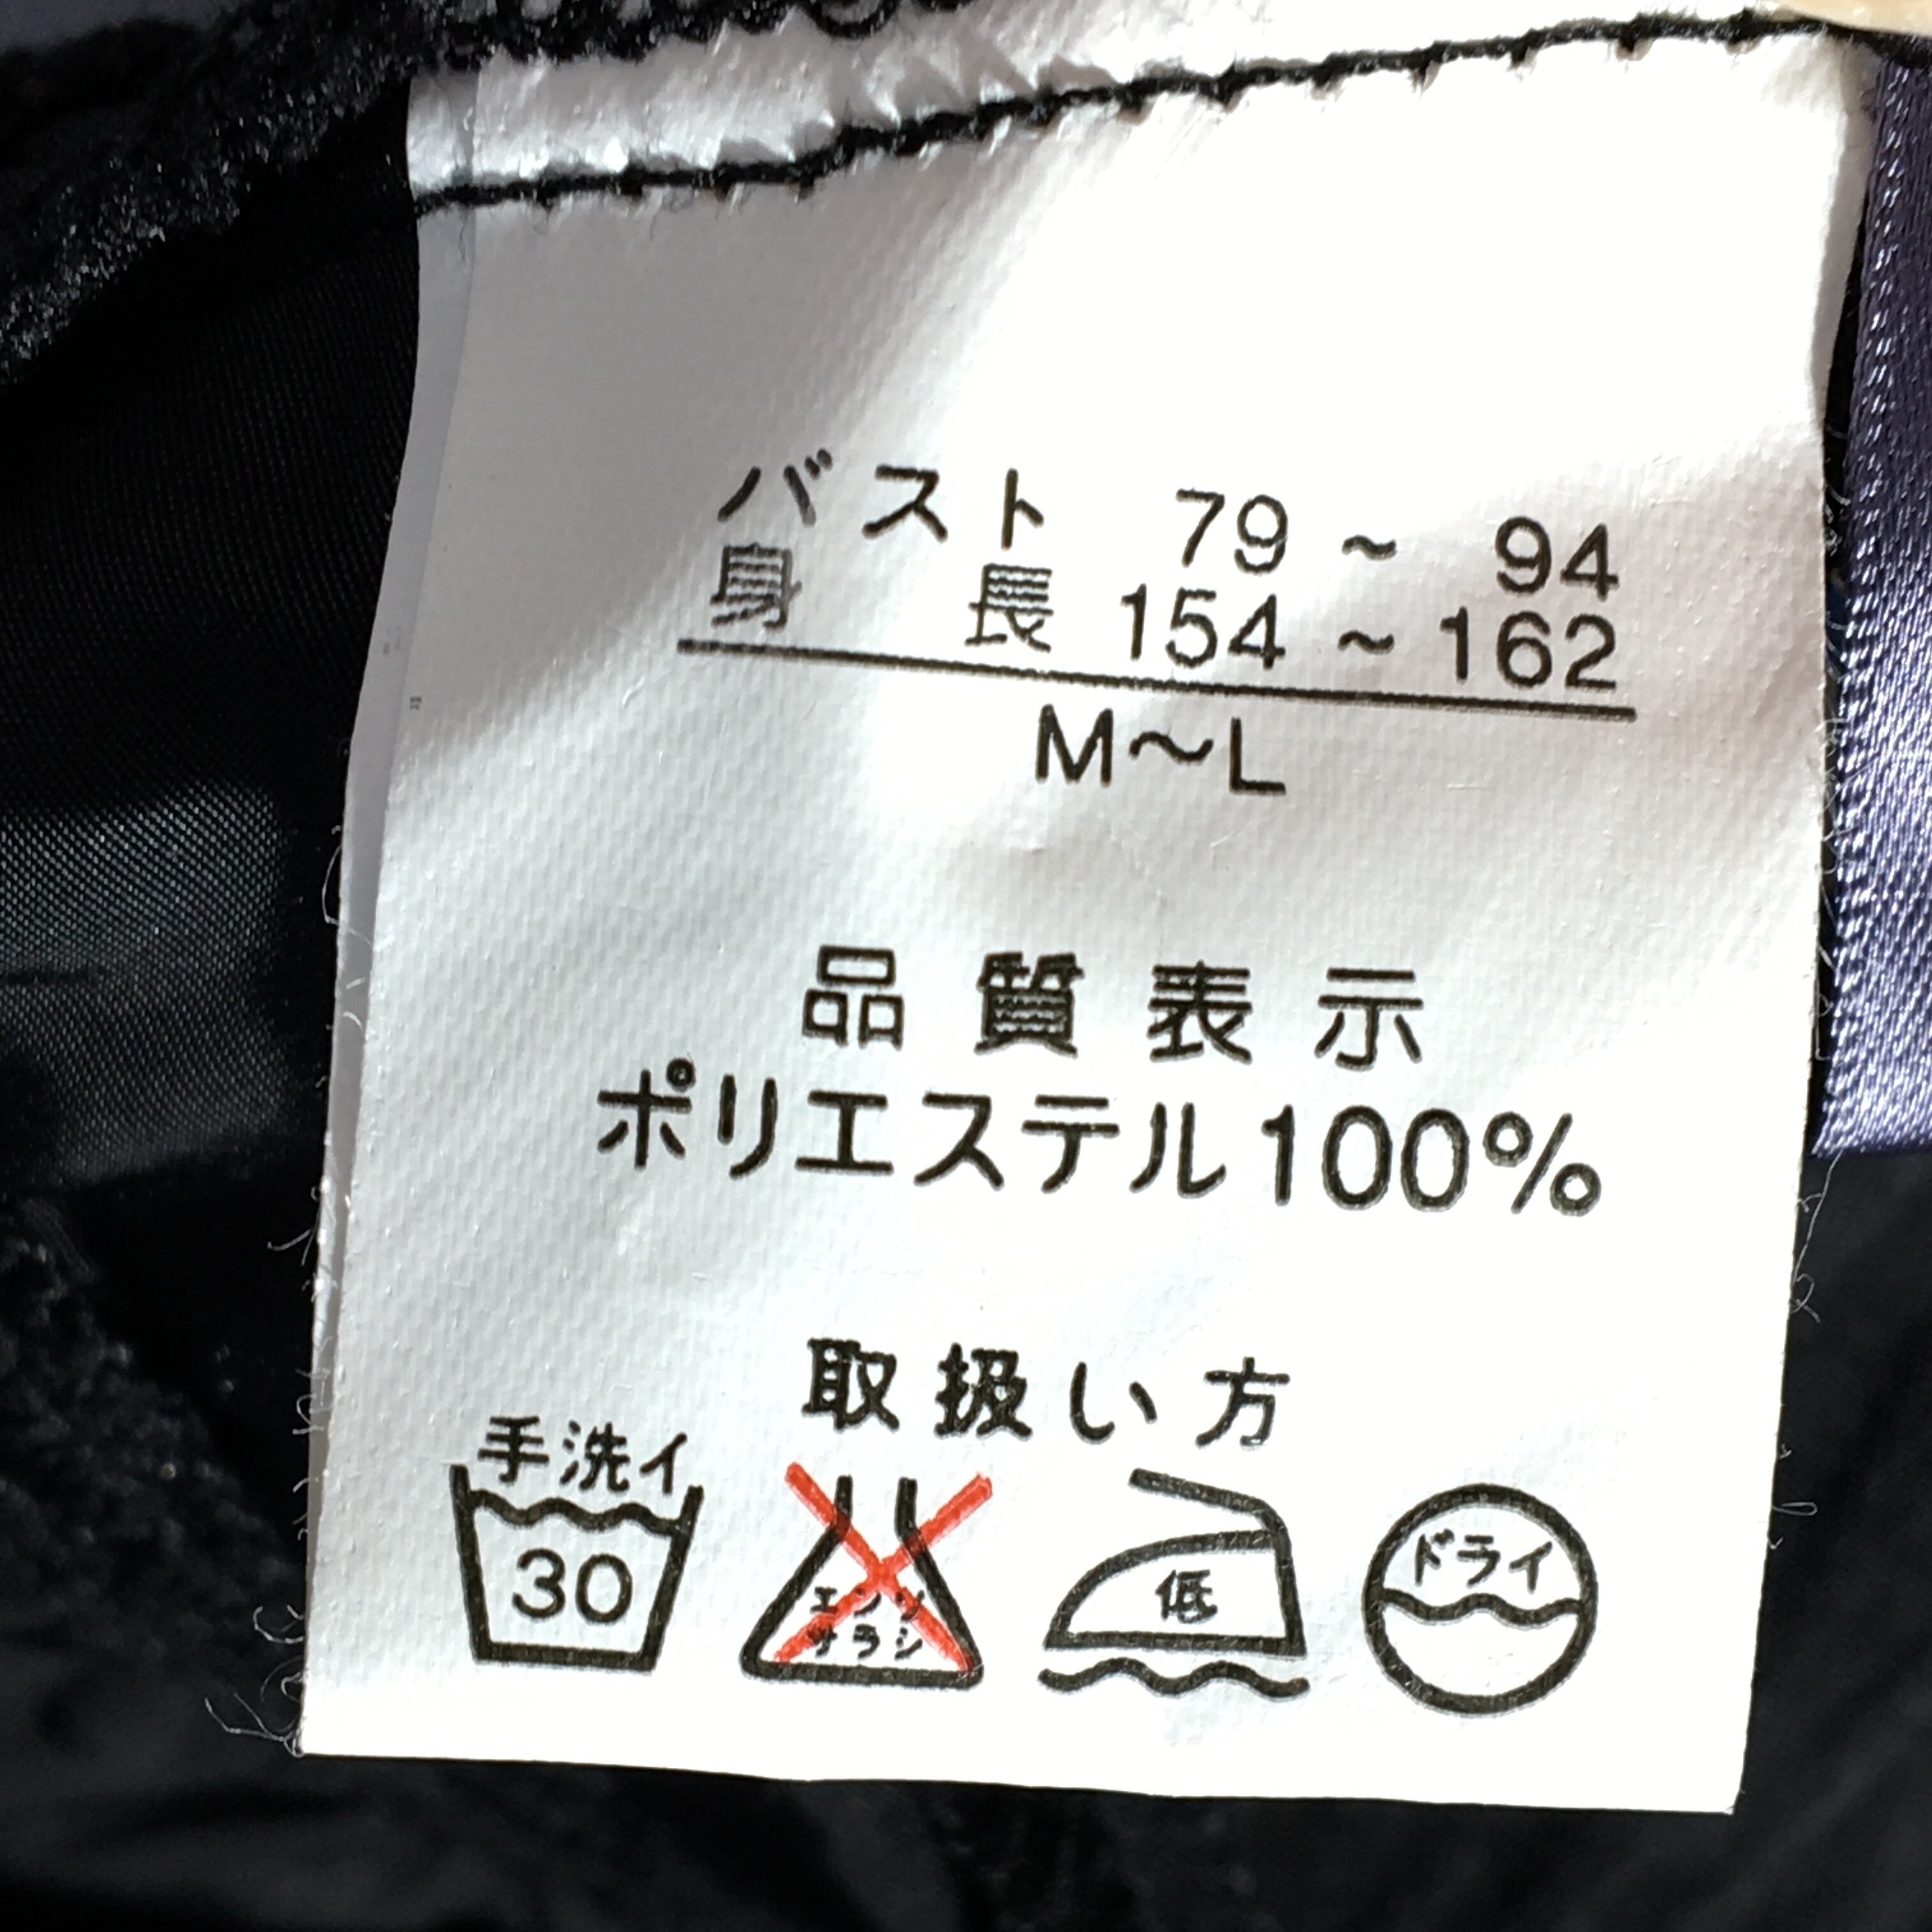 バスト 79 ~ 94
身長 154 ~ 162
M〜L
品質表示
ポリエステル100%
取扱い方
手洗イ
30
エンソ
サラシ
低
ドライ